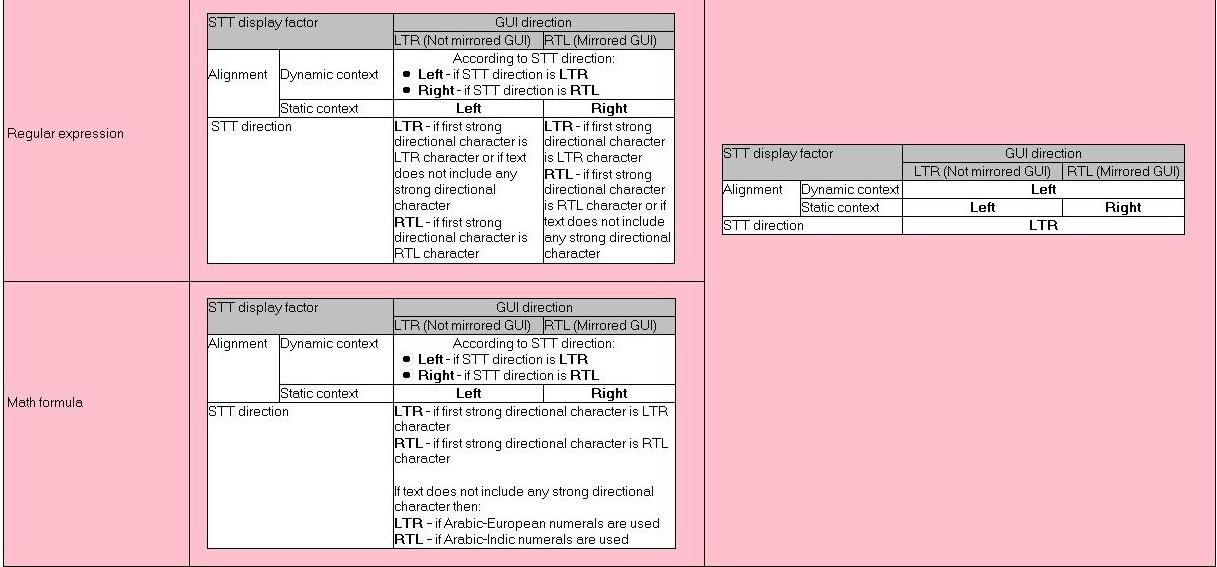 Regular expression
STT display factor GUI direction
LTR (Not mirrored GUI) RTL (Mirrored GUI)
Alignment Dynamic context According to STT direction:
● Left - if STT direction is LTR
● Right - if STT direction is RTL
Static context Left Right
STT direction
LTR - if first strong
directional character is
LTR character or if text
does not include any
strong directional
character
RTL - if first strong
directional character is
RTL character
LTR - if first strong
directional character
is LTR character
RTL - if first strong
directional character
is RTL character or if
text does not include
any strong directional
character
Math formula
STT display factor GUI direction
LTR (Not mirrored GUI) RTL (Mirrored GUI)
Alignment Dynamic context According to STT direction:
● Left - if STT direction is LTR
● Right - if STT direction is RTL
Static context Left Right
STT direction
LTR - if first strong directional character is LTR
character
RTL - if first strong directional character is RTL
character
If text does not include any strong directional
character then:
LTR - if Arabic-European numerals are used
RTL - if Arabic-Indic numerals are used
STT display factor GUI direction
LTR (Not mirrored GUI) RTL (Mirrored GUI)
Alignment Dynamic context Left
Static context Left Right
STT direction LTR